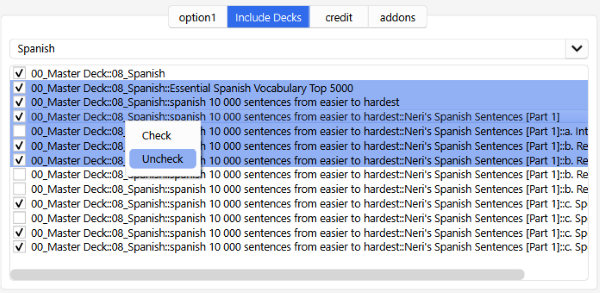 option1 Include Decks credit addons
Spanish
00_Master Deck::08_Spanish
00_Master Deck::08_Spanish::Essential Spanish Vocabulary Top 5000
00_Master Deck::08_Spanish::spanish 10 000 sentences from easier to hardest
00_Master Deck::08_Spanish::spanish 10 000 sentences from easier to hardest::Neri's Spanish Sentences [Part 1]
00_Master Deck::08_Spanish::spanish 10 000 sentences from easier to hardest::Neri's Spanish Sentences [Part 1]::a. Int
Check
00_Master Deck::08_Spanish::spanish 10 000 sentences from easier to hardest::Neri's Spanish Sentences [Part 1]::b. Re
Uncheck
00_Master Deck::08_Spanish::spanish 10 000 sentences from easier to hardest::Neri's Spanish Sentences [Part 1]::b. Re
00_Master Deck::08_Spanish::spanish 10 000 sentences from easier to hardest::Neri's Spanish Sentences [Part 1]::b. Re
00_Master Deck::08_Spanish::spanish 10 000 sentences from easier to hardest::Neri's Spanish Sentences [Part 1]::b. Re
00_Master Deck::08_Spanish::spanish 10 000 sentences from easier to hardest::Neri's Spanish Sentences [Part 1]::c. Sp
00_Master Deck::08_Spanish::spanish 10 000 sentences from easier to hardest::Neri's Spanish Sentences [Part 1]::c. Sp
00_Master Deck::08_Spanish::spanish 10 000 sentences from easier to hardest::Neri's Spanish Sentences [Part 1]::c. Sp
00_Master Deck::08_Spanish::spanish 10 000 sentences from easier to hardest::Neri's Spanish Sentences [Part 1]::c. Sp